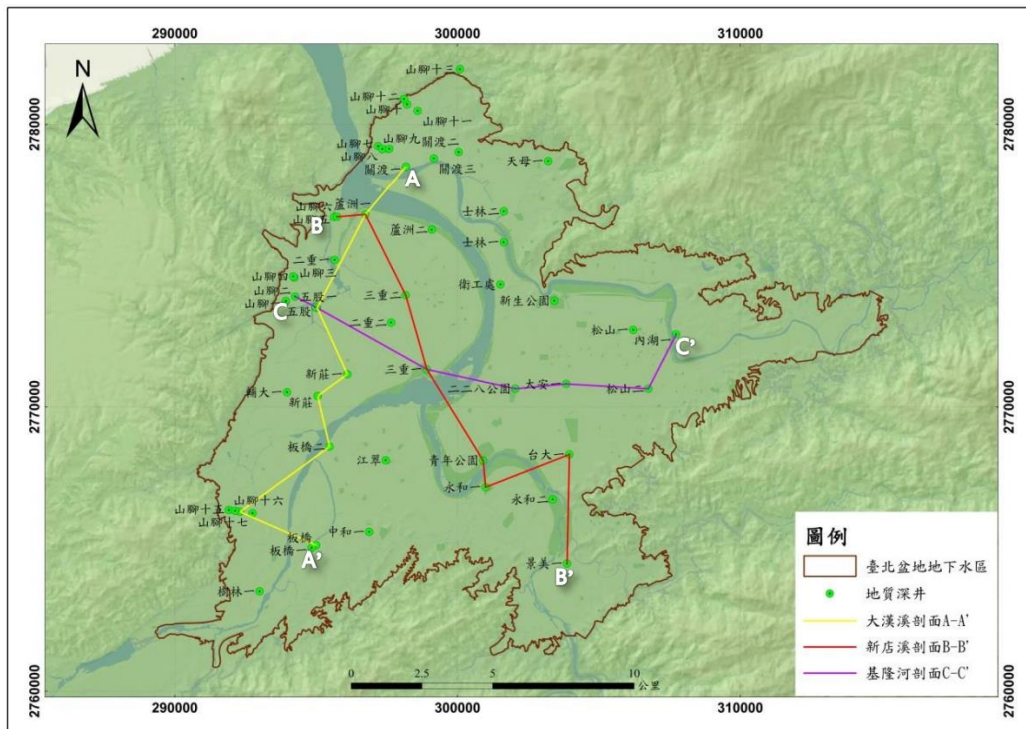 290000
300000
310000
N
山腳十三
2780000
2780000
山腳十二
山腳十
山腳十一
山腳七
山腳九
關渡二
山腳八
關渡三
天母一
關渡一
A
山腳六
蘆洲一
士林二
B
山腳五
蘆洲二
士林一
二重一
山腳四
山腳三
衛工處
山腳二
五股一
三重二
新生公園
山腳一
C
五股
二重二
松山一
內湖一
C'
新莊一
三重一
大安一
輔大一
二二八公園
松山二
新莊
2770000
2770000
板橋二
江翠一
青年公園
台大一
永和一
山腳十六
永和二
山腳十五
山腳十七
中和一
板橋
板橋一
A'
景美一
B'
樹林一
圖例
臺北盆地地下水區
地質深井
大漢溪剖面A-A'
新店溪剖面B-B'
基隆河剖面C-C'
0
2.5
5
10
公里
2760000
2760000
290000
300000
310000